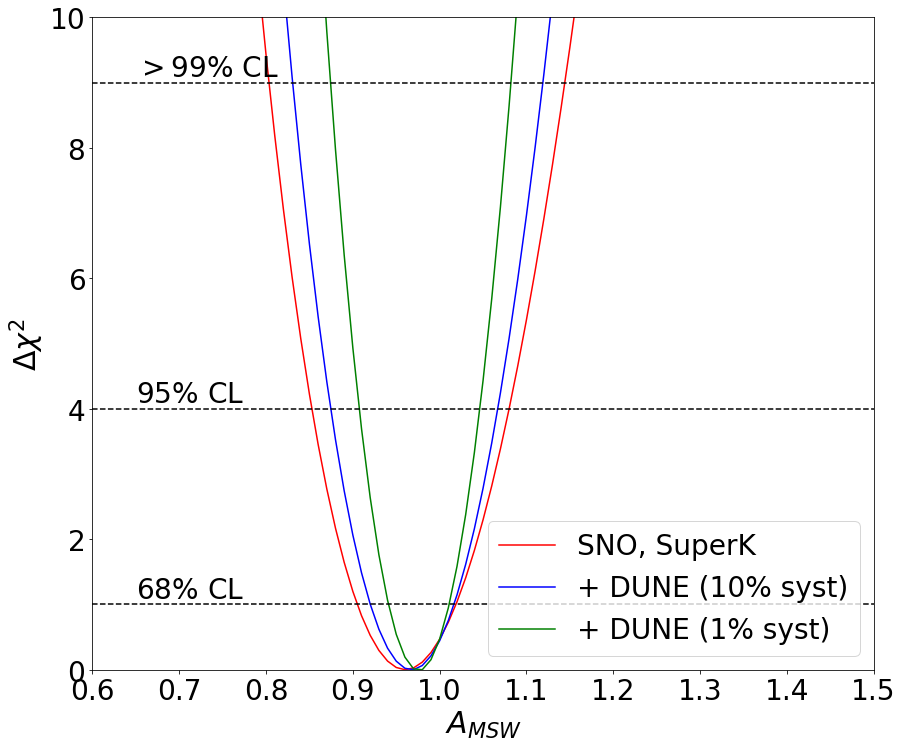 10
> 99% CL
8
6
Δχ²
95% CL
4
2
SNO, SuperK
+ DUNE (10% syst)
68% CL
+ DUNE (1% syst)
0
0.6 0.7 0.8 0.9 1.0 1.1 1.2 1.3 1.4 1.5
A_{MSW}